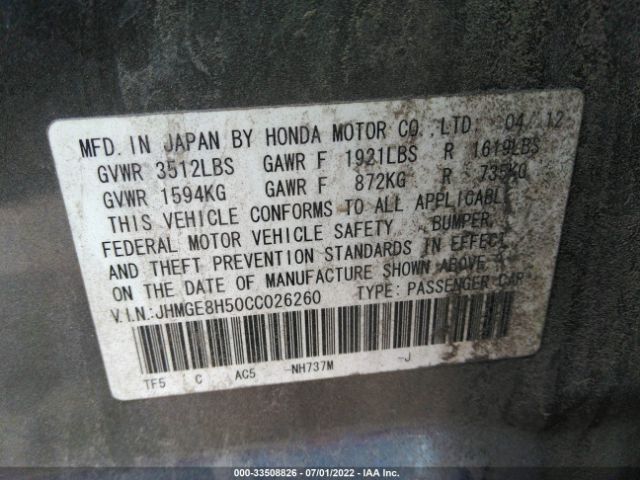 MFD. IN JAPAN BY HONDA MOTOR CO., LTD. 04/12
GVWR 3512LBS GAWR F 1921LBS R 1619LBS
GVWR 1594KG GAWR F 872KG R 735KG
THIS VEHICLE CONFORMS TO ALL APPLICABLE
FEDERAL MOTOR VEHICLE SAFETY, BUMPER,
AND THEFT PREVENTION STANDARDS IN EFFECT
ON THE DATE OF MANUFACTURE SHOWN ABOVE.
V.I.N.:JHMGE8H50CC026260 TYPE: PASSENGER CAR
TF5 C AC5 -NH737M -J
000-33508826 - 07/01/2022 - IAA Inc.